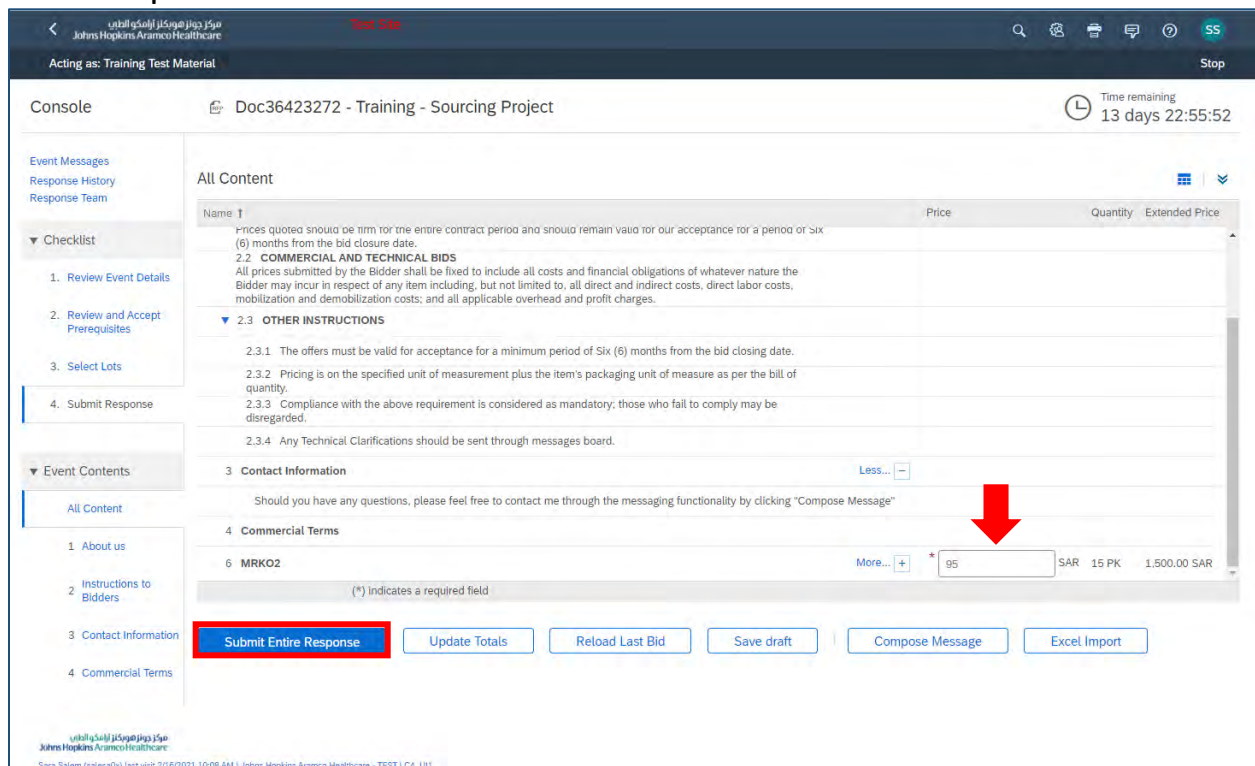 مركز جونز هوبكنز أرامكو الطبي
Johns Hopkins Aramco Healthcare
Test Site
SS
Acting as: Training Test Material
Stop
Console
Doc36423272 - Training - Sourcing Project
Time remaining
13 days 22:55:52
Event Messages
Response History
Response Team
All Content
Name ↑
Price
Quantity
Extended Price
Prices quoted should be firm for the entire contract period and should remain valid for our acceptance for a period of Six
(6) months from the bid closure date.
2.2 COMMERCIAL AND TECHNICAL BIDS
All prices submitted by the Bidder shall be fixed to include all costs and financial obligations of whatever nature the
Bidder may incur in respect of any item including, but not limited to, all direct and indirect costs, direct labor costs,
mobilization and demobilization costs; and all applicable overhead and profit charges.
▼ 2.3 OTHER INSTRUCTIONS
2.3.1 The offers must be valid for acceptance for a minimum period of Six (6) months from the bid closing date.
2.3.2 Pricing is on the specified unit of measurement plus the item's packaging unit of measure as per the bill of
quantity.
2.3.3 Compliance with the above requirement is considered as mandatory; those who fail to comply may be
disregarded.
2.3.4 Any Technical Clarifications should be sent through messages board.
3 Contact Information
Less... −
Should you have any questions, please feel free to contact me through the messaging functionality by clicking "Compose Message"
4 Commercial Terms
6 MRKO2
More... +
* 95
SAR
15 PK
1,500.00 SAR
(*) indicates a required field
▼ Checklist
1. Review Event Details
2. Review and Accept
Prerequisites
3. Select Lots
4. Submit Response
▼ Event Contents
All Content
1 About us
2 Instructions to
Bidders
3 Contact Information
4 Commercial Terms
Submit Entire Response
Update Totals
Reload Last Bid
Save draft
Compose Message
Excel Import
مركز جونز هوبكنز أرامكو الطبي
Johns Hopkins Aramco Healthcare